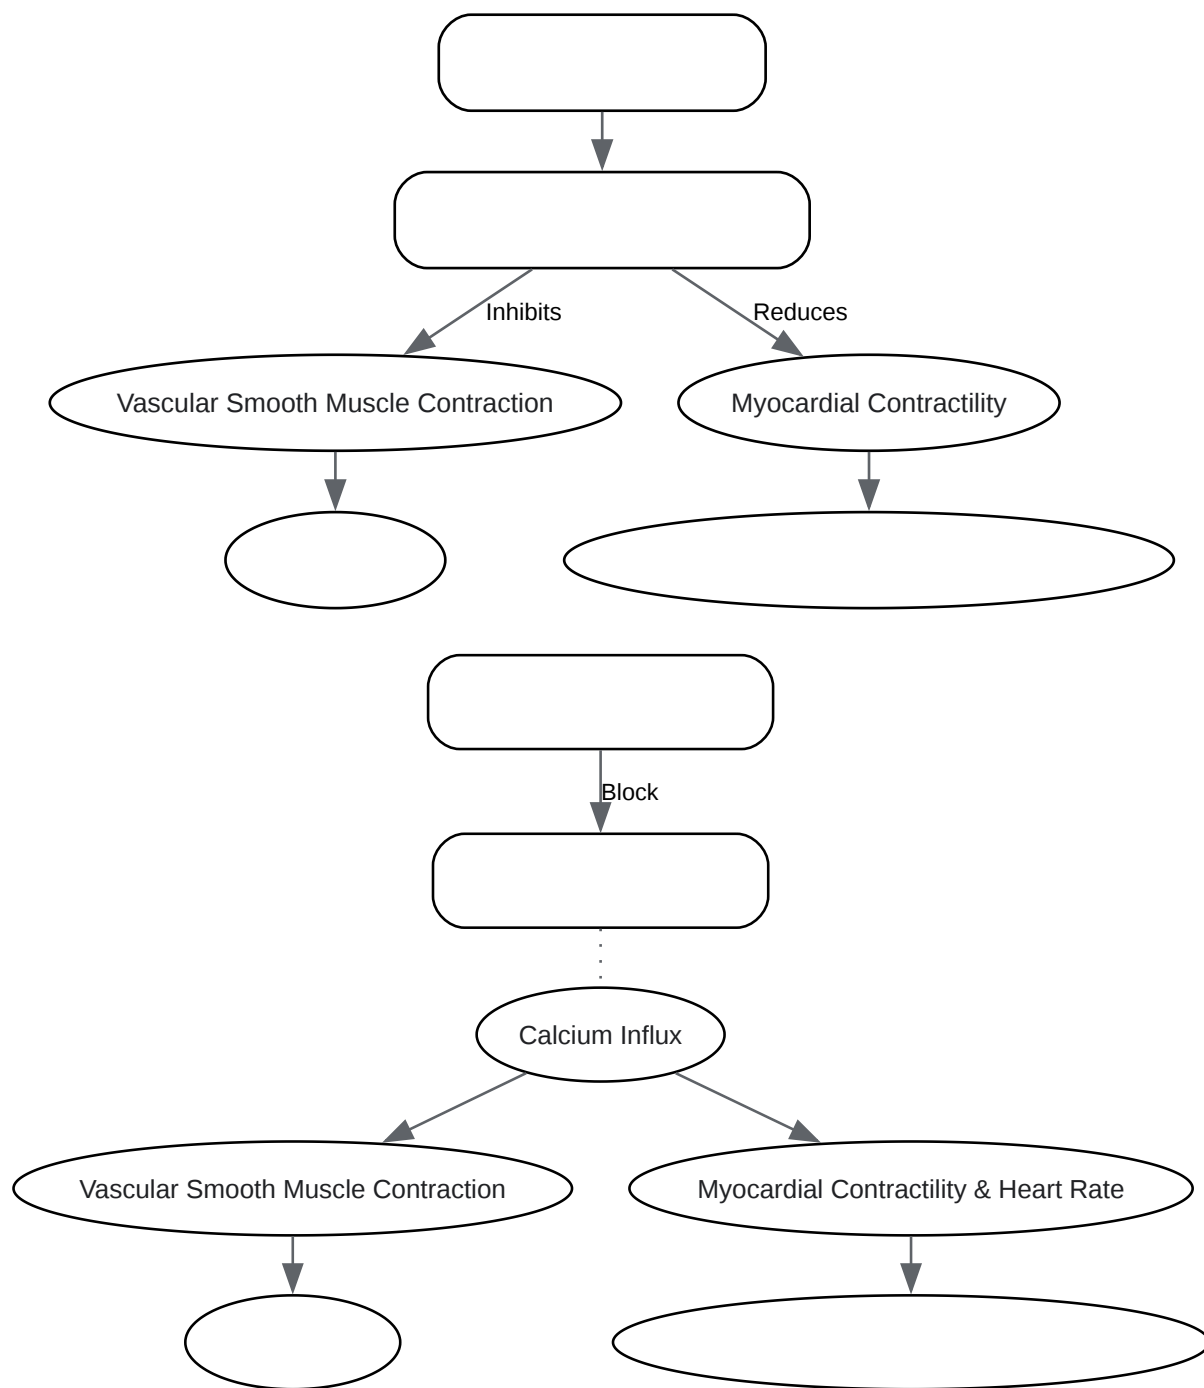 Inhibits
Reduces
Vascular Smooth Muscle Contraction
Myocardial Contractility
Block
Calcium Influx
Vascular Smooth Muscle Contraction
Myocardial Contractility & Heart Rate